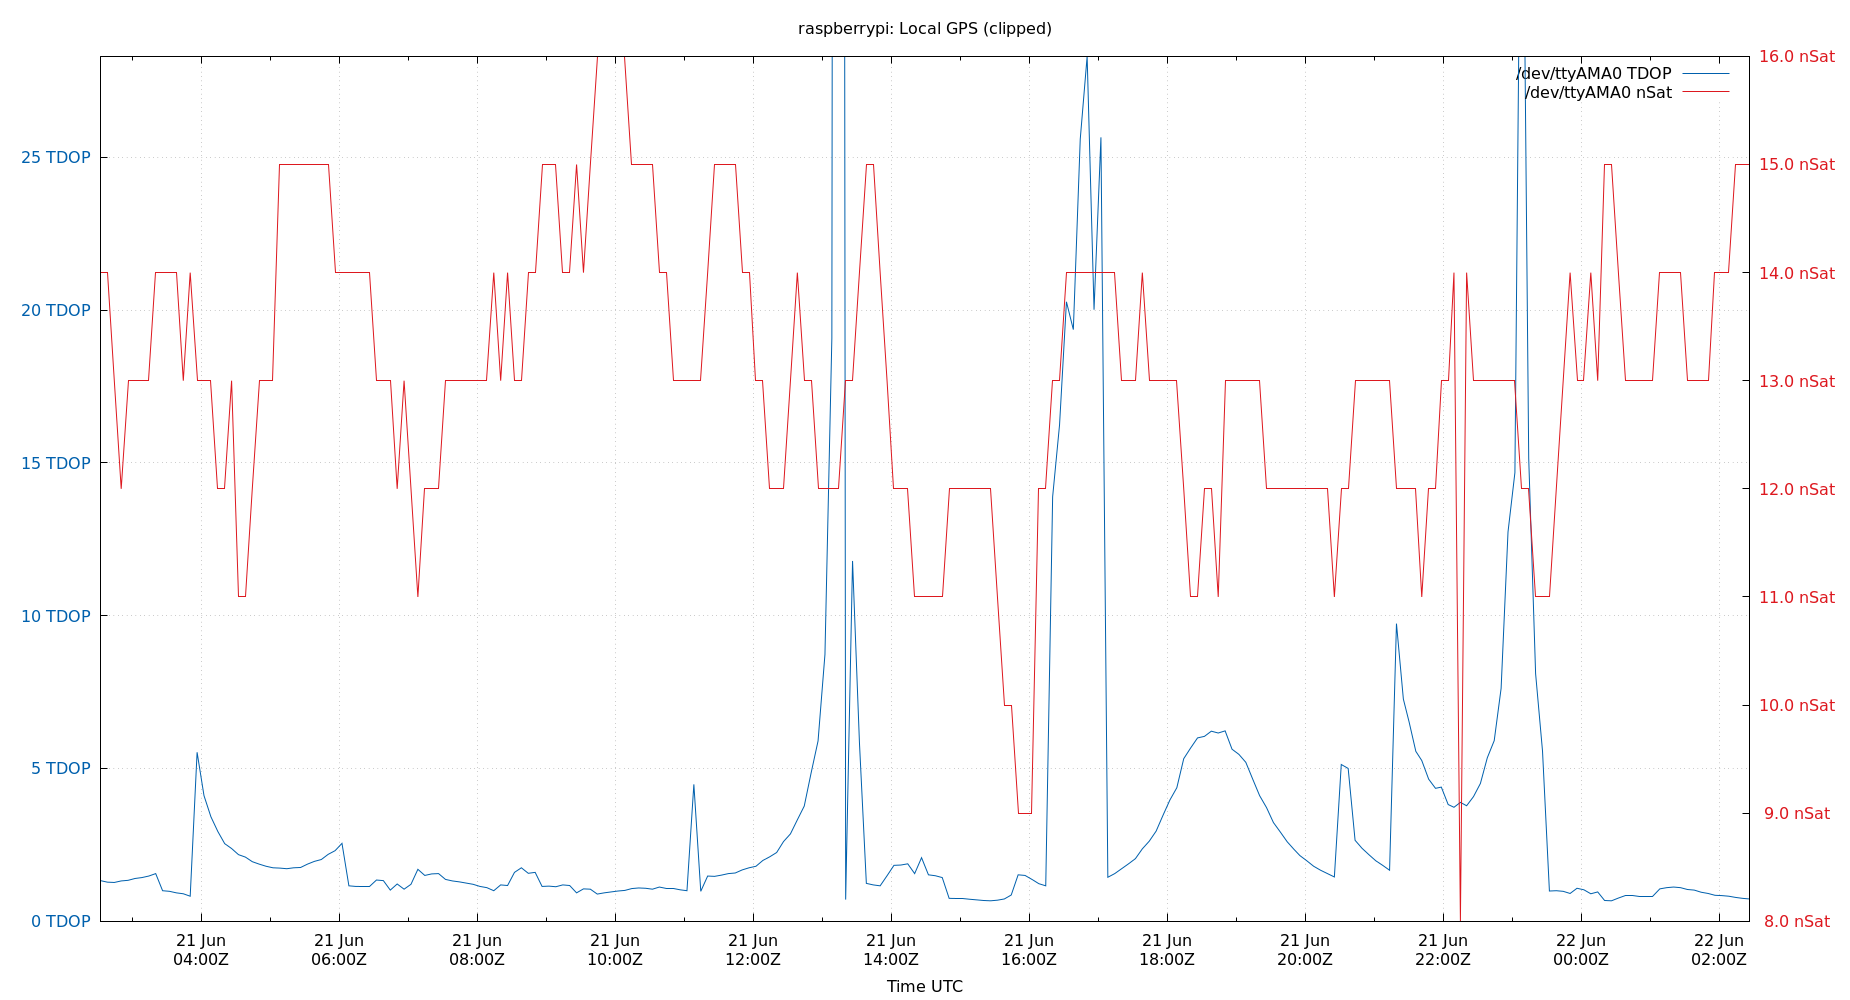 raspberrypi: Local GPS (clipped)
/dev/ttyAMA0 TDOP
/dev/ttyAMA0 nSat
25 TDOP
20 TDOP
15 TDOP
10 TDOP
5 TDOP
0 TDOP
16.0 nSat
15.0 nSat
14.0 nSat
13.0 nSat
12.0 nSat
11.0 nSat
10.0 nSat
9.0 nSat
8.0 nSat
21 Jun 21 Jun 21 Jun 21 Jun 21 Jun 21 Jun 21 Jun 21 Jun 21 Jun 21 Jun 22 Jun 22 Jun
04:00Z 06:00Z 08:00Z 10:00Z 12:00Z 14:00Z 16:00Z 18:00Z 20:00Z 22:00Z 00:00Z 02:00Z
Time UTC